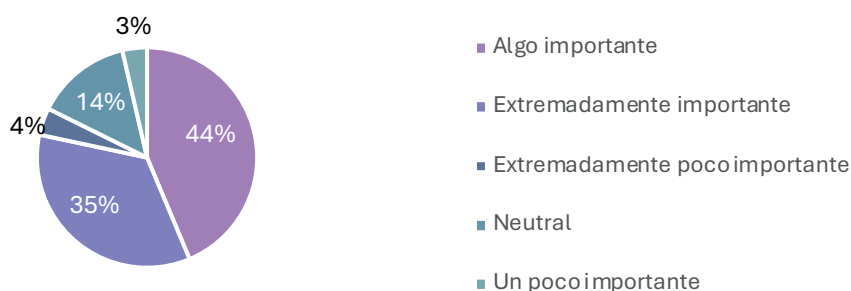 3%
14%
4%
44%
35%
Algo importante
Extremadamente importante
Extremadamente poco importante
Neutral
Un poco importante